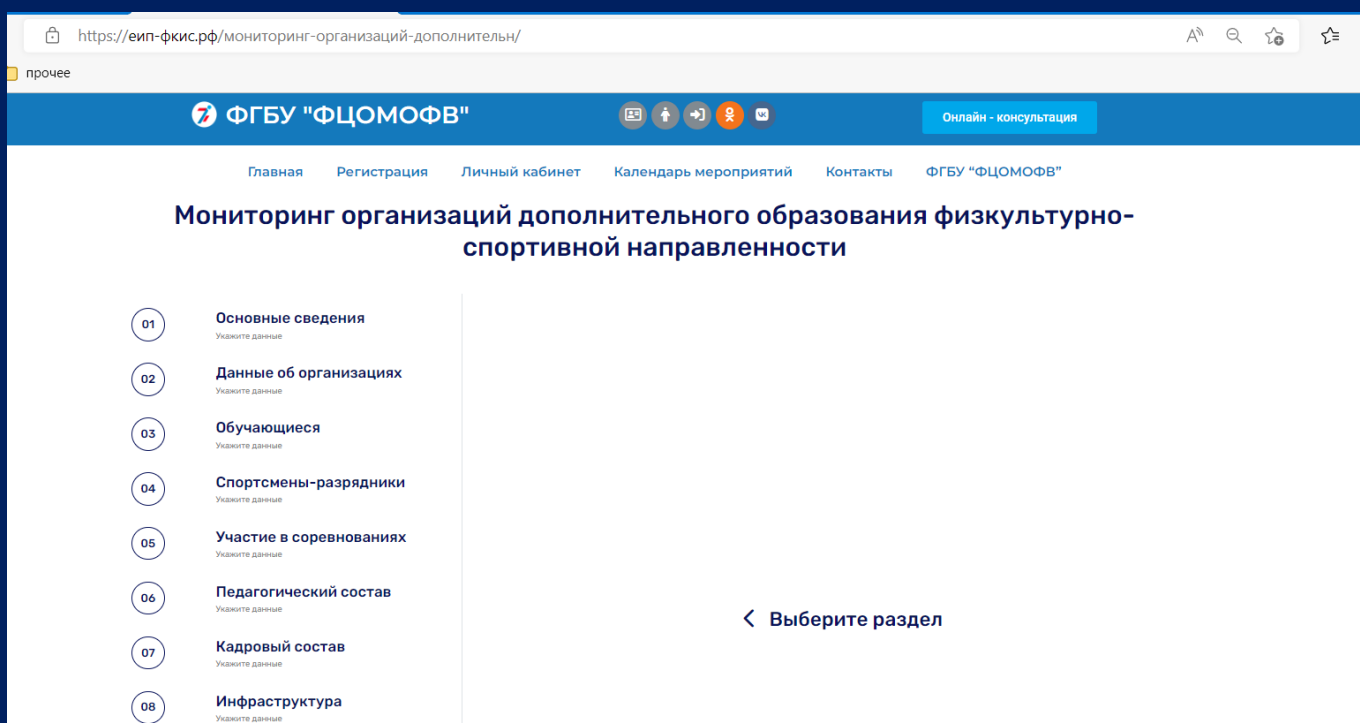 https://еип-фкис.рф/мониторинг-организаций-дополнительн/
прочее
ФГБУ "ФЦОМОФВ"
Онлайн - консультация
Главная Регистрация Личный кабинет Календарь мероприятий Контакты ФГБУ “ФЦОМОФВ”
Мониторинг организаций дополнительного образования физкультурно-
спортивной направленности
01 Основные сведения
Укажите данные
02 Данные об организациях
Укажите данные
03 Обучающиеся
Укажите данные
04 Спортсмены-разрядники
Укажите данные
05 Участие в соревнованиях
Укажите данные
06 Педагогический состав
Укажите данные
Выберите раздел
07 Кадровый состав
Укажите данные
08 Инфраструктура
Укажите данные